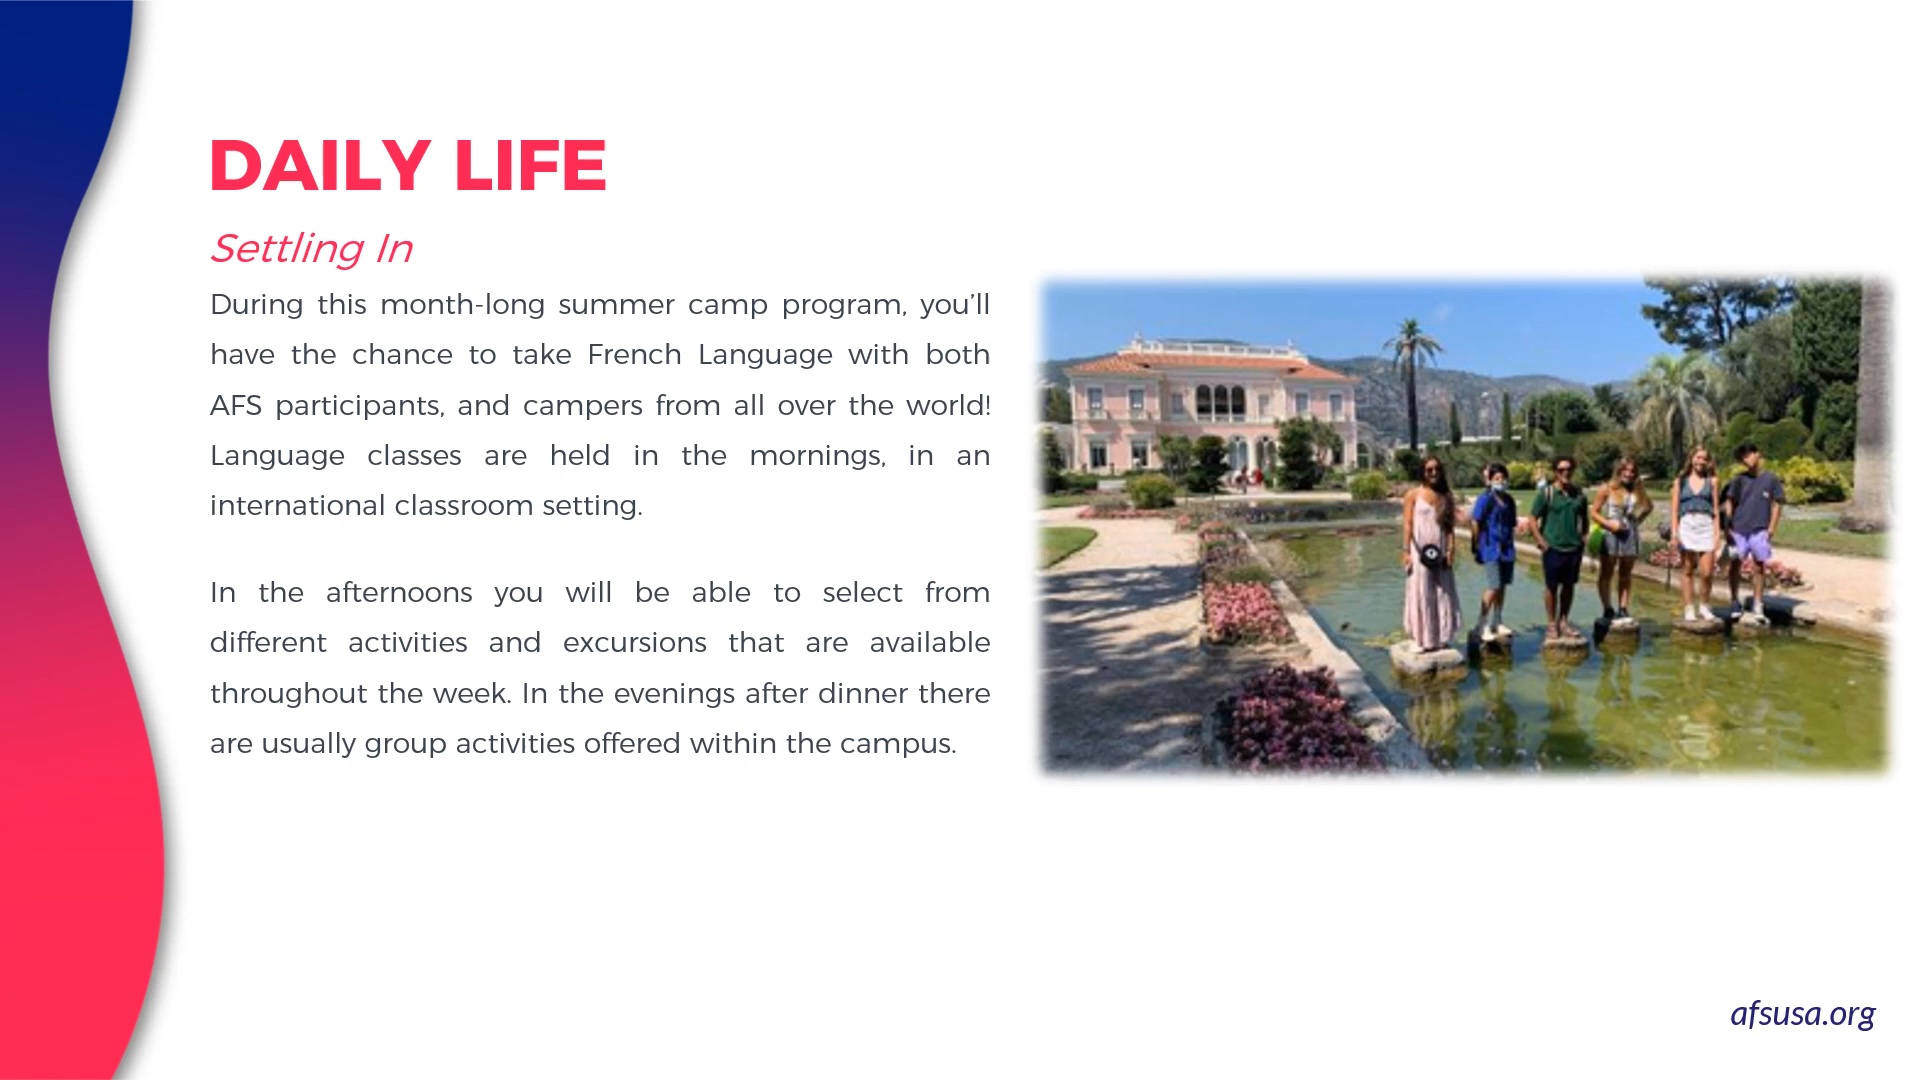 DAILY LIFE
Settling In
During this month-long summer camp program, you’ll
have the chance to take French Language with both
AFS participants, and campers from all over the world!
Language classes are held in the mornings, in an
international classroom setting.
In the afternoons you will be able to select from
different activities and excursions that are available
throughout the week. In the evenings after dinner there
are usually group activities offered within the campus.
afsusa.org